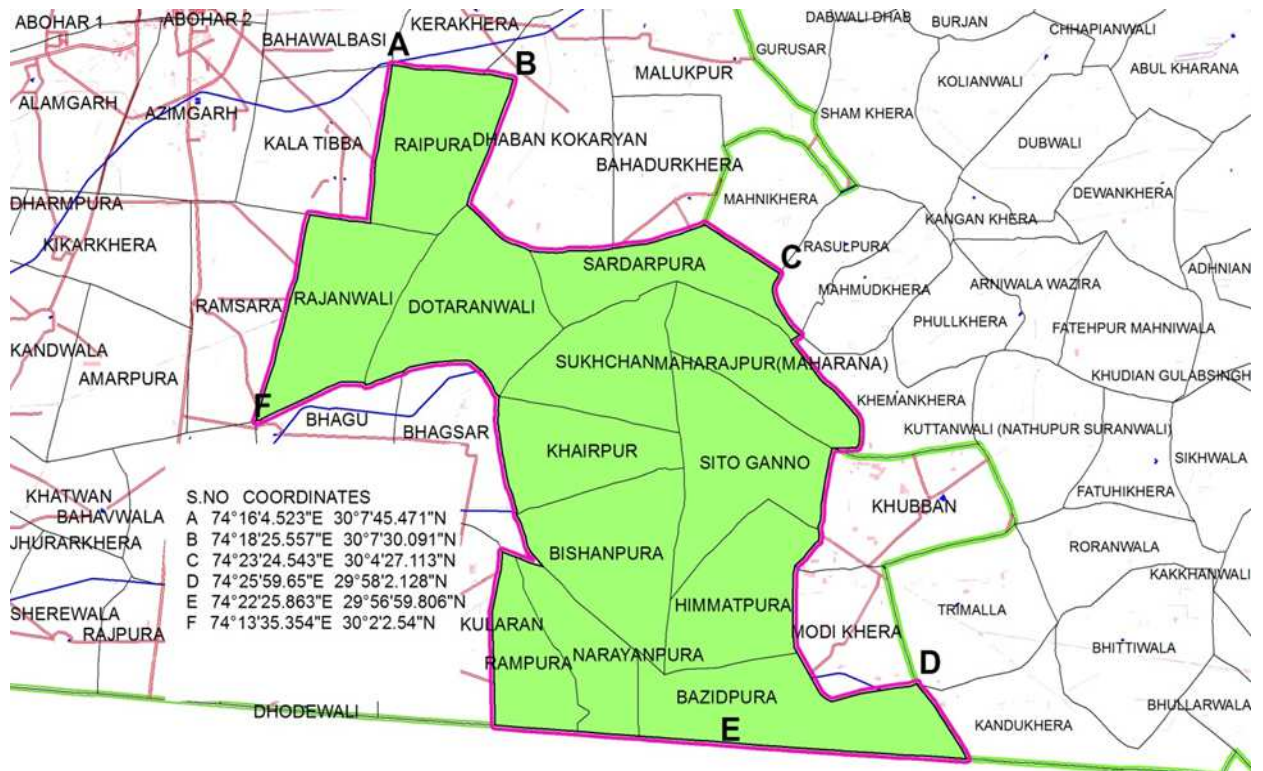 ABOHAR 1
ABOHAR 2
KERAKHERA
DABWALI DHAB
BURJAN
CHHAPIANWALI
BAHAWALBASI
A
B
GURUSAR
ABUL KHARANA
MALUKPUR
KOLIANWALI
ALAMGARH
AZIMGARH
SHAM KHERA
KALA TIBBA
RAIPURA
DHABAN KOKARYAN
BAHADURKHERA
DUBWALI
DHARMPURA
MAHNIKHERA
DEWANKHERA
KANGAN KHERA
KIKARKHERA
RASULPURA
C
SARDARPURA
ADHNIAN
RAMSARA
RAJANWALI
DOTARANWALI
MAHMUDKHERA
ARNIWALA WAZIRA
PHULLKHERA
FATEHPUR MAHNIWALA
KANDWALA
AMARPURA
SUKHCHAN
MAHARAJPUR(MAHARANA)
KHUDIAN GULABSINGH
F
BHAGU
BHAGSAR
KHEMANKHERA
KUTTANWALI (NATHUPUR SURANWALI)
KHAIRPUR
SITO GANNO
SIKHWALA
KHATWAN
BAHAVWALA
FATUHIKHERA
KHUBBAN
JHURARKHERA
BISHANPURA
RORANWALA
KAKKHANWALI
SHEREWALA
RAJPURA
KULARAN
HIMMATPURA
MODI KHERA
TRIMALLA
RAMPURA
NARAYANPURA
BHITTIWALA
D
BAZIDPURA
BHULLARWALA
DHODEWALI
E
KANDUKHERA
S.NO COORDINATES
A 74°16'4.523"E 30°7'45.471"N
B 74°18'25.557"E 30°7'30.091"N
C 74°23'24.543"E 30°4'27.113"N
D 74°25'59.65"E 29°58'2.128"N
E 74°22'25.863"E 29°56'59.806"N
F 74°13'35.354"E 30°2'2.54"N